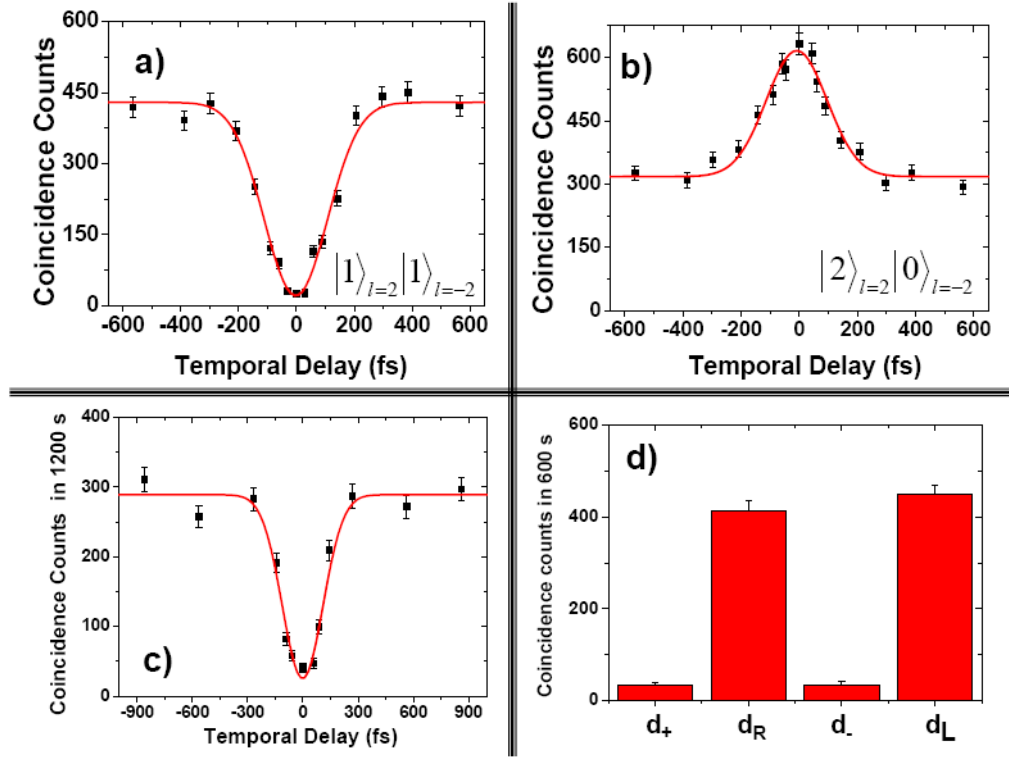 600
450
300
150
0
Coincidence Counts
a)
|1⟩l=2|1⟩l=-2
-600 -400 -200 0 200 400 600
Temporal Delay (fs)
600
450
300
150
0
Coincidence Counts
b)
|2⟩l=2|0⟩l=-2
-600 -400 -200 0 200 400 600
Temporal Delay (fs)
400
300
200
100
0
Coincidence Counts in 1200 s
c)
-900 -600 -300 0 300 600 900
Temporal Delay (fs)
600
400
200
0
Coincidence counts in 600 s
d)
d+ dR d- dL